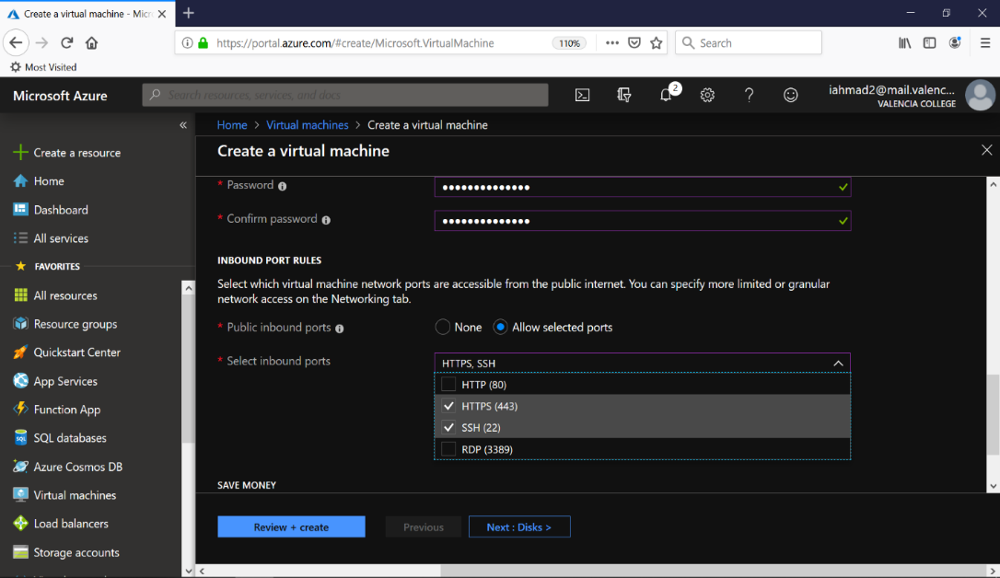 Create a virtual machine - Micr
https://portal.azure.com/#create/Microsoft.VirtualMachine
110%
Search
Most Visited
Microsoft Azure
Search resources, services, and docs
2
iahmad2@mail.valenc...
VALENCIA COLLEGE
Create a resource
Home
Dashboard
All services
FAVORITES
All resources
Resource groups
Quickstart Center
App Services
Function App
SQL databases
Azure Cosmos DB
Virtual machines
Load balancers
Storage accounts
Home > Virtual machines > Create a virtual machine
Create a virtual machine
* Password
* Confirm password
INBOUND PORT RULES
Select which virtual machine network ports are accessible from the public internet. You can specify more limited or granular
network access on the Networking tab.
* Public inbound ports
None
Allow selected ports
* Select inbound ports
HTTPS, SSH
HTTP (80)
HTTPS (443)
SSH (22)
RDP (3389)
SAVE MONEY
Review + create
Previous
Next : Disks >